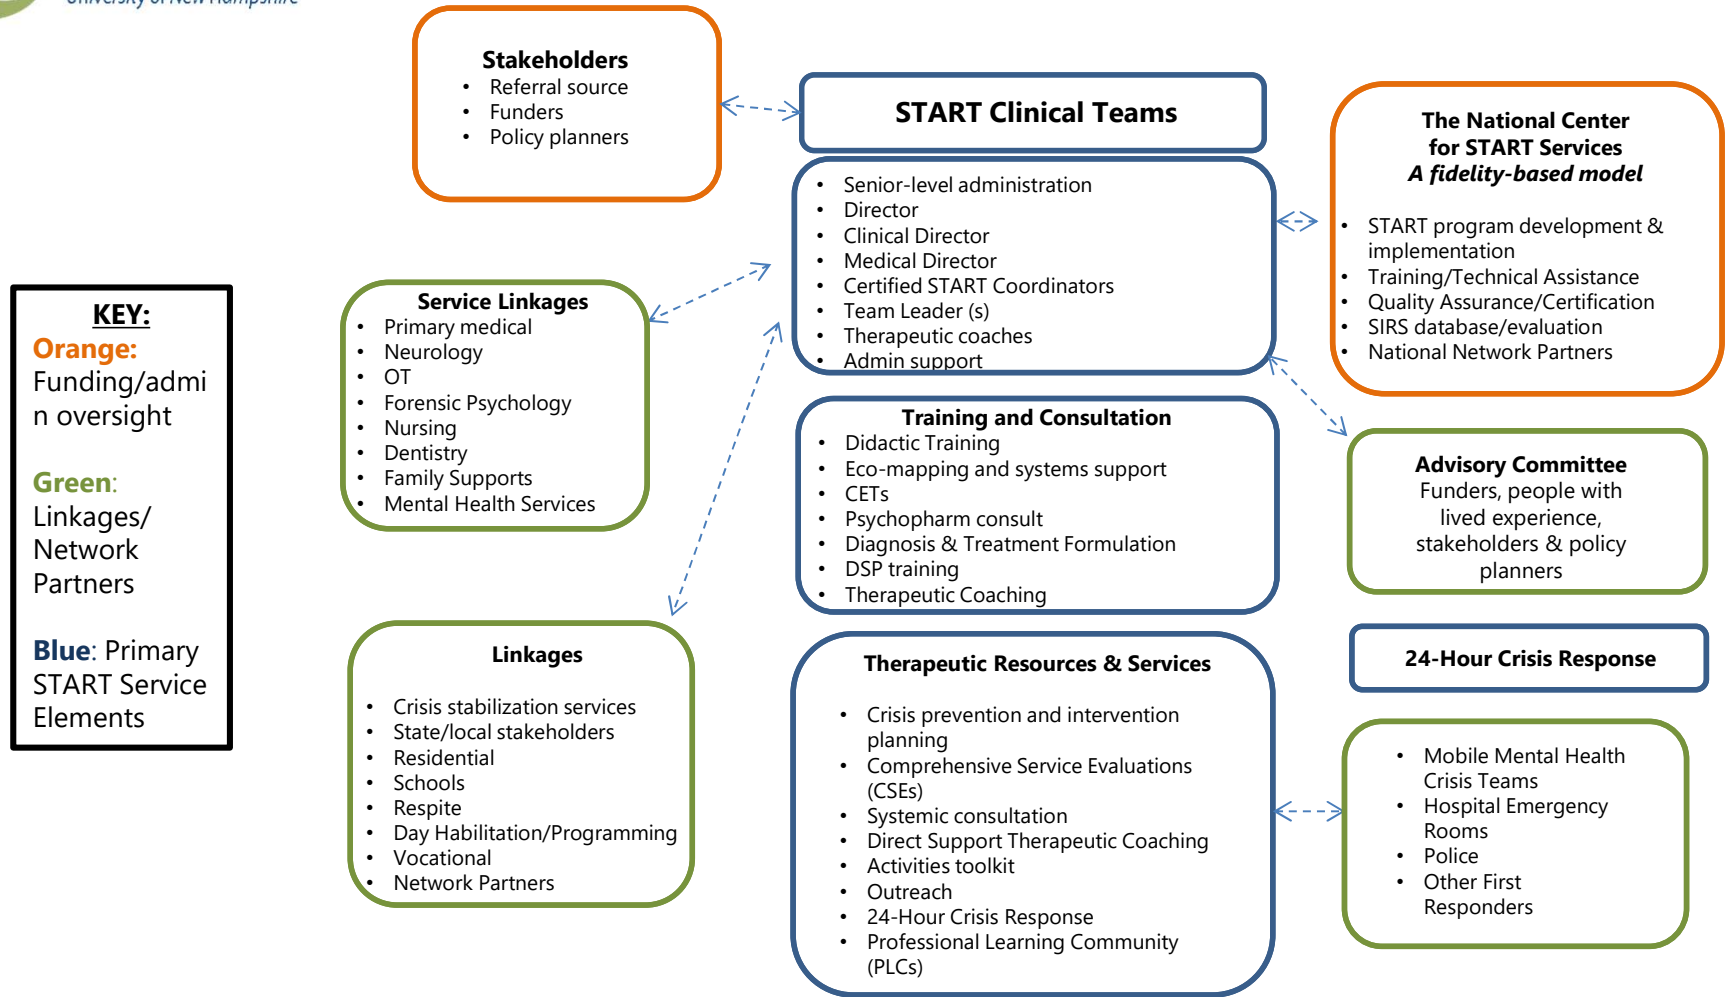 University of New Hampshire
Stakeholders
• Referral source
• Funders
• Policy planners
START Clinical Teams
• Senior-level administration
• Director
• Clinical Director
• Medical Director
• Certified START Coordinators
• Team Leader (s)
• Therapeutic coaches
• Admin support
The National Center
for START Services
A fidelity-based model
• START program development &
implementation
• Training/Technical Assistance
• Quality Assurance/Certification
• SIRS database/evaluation
• National Network Partners
KEY:
Orange:
Funding/admi
n oversight
Green:
Linkages/
Network
Partners
Blue: Primary
START Service
Elements
Service Linkages
• Primary medical
• Neurology
• OT
• Forensic Psychology
• Nursing
• Dentistry
• Family Supports
• Mental Health Services
Training and Consultation
• Didactic Training
• Eco-mapping and systems support
• CETs
• Psychopharm consult
• Diagnosis & Treatment Formulation
• DSP training
• Therapeutic Coaching
Advisory Committee
Funders, people with
lived experience,
stakeholders & policy
planners
Linkages
• Crisis stabilization services
• State/local stakeholders
• Residential
• Schools
• Respite
• Day Habilitation/Programming
• Vocational
• Network Partners
Therapeutic Resources & Services
• Crisis prevention and intervention
planning
• Comprehensive Service Evaluations
(CSEs)
• Systemic consultation
• Direct Support Therapeutic Coaching
• Activities toolkit
• Outreach
• 24-Hour Crisis Response
• Professional Learning Community
(PLCs)
24-Hour Crisis Response
• Mobile Mental Health
Crisis Teams
• Hospital Emergency
Rooms
• Police
• Other First
Responders